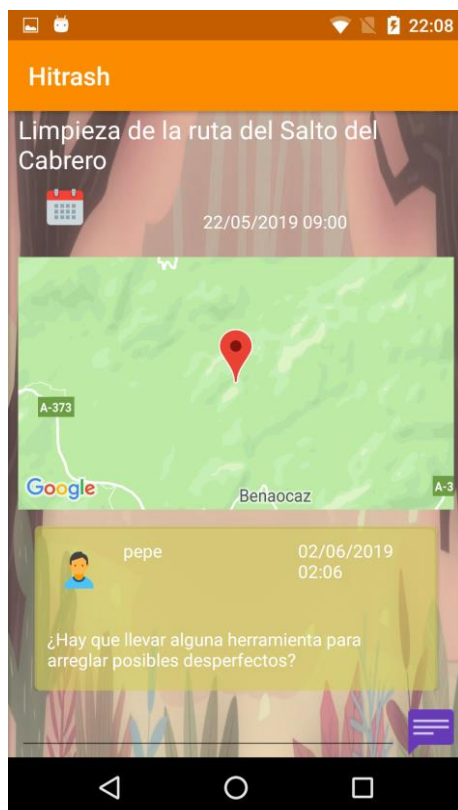 22:08
Hitrash
Limpieza de la ruta del Salto del
Cabrero
22/05/2019 09:00
A-373
Google
Benaocaz
A-3
pepe
02/06/2019
02:06
¿Hay que llevar alguna herramienta para
arreglar posibles desperfectos?